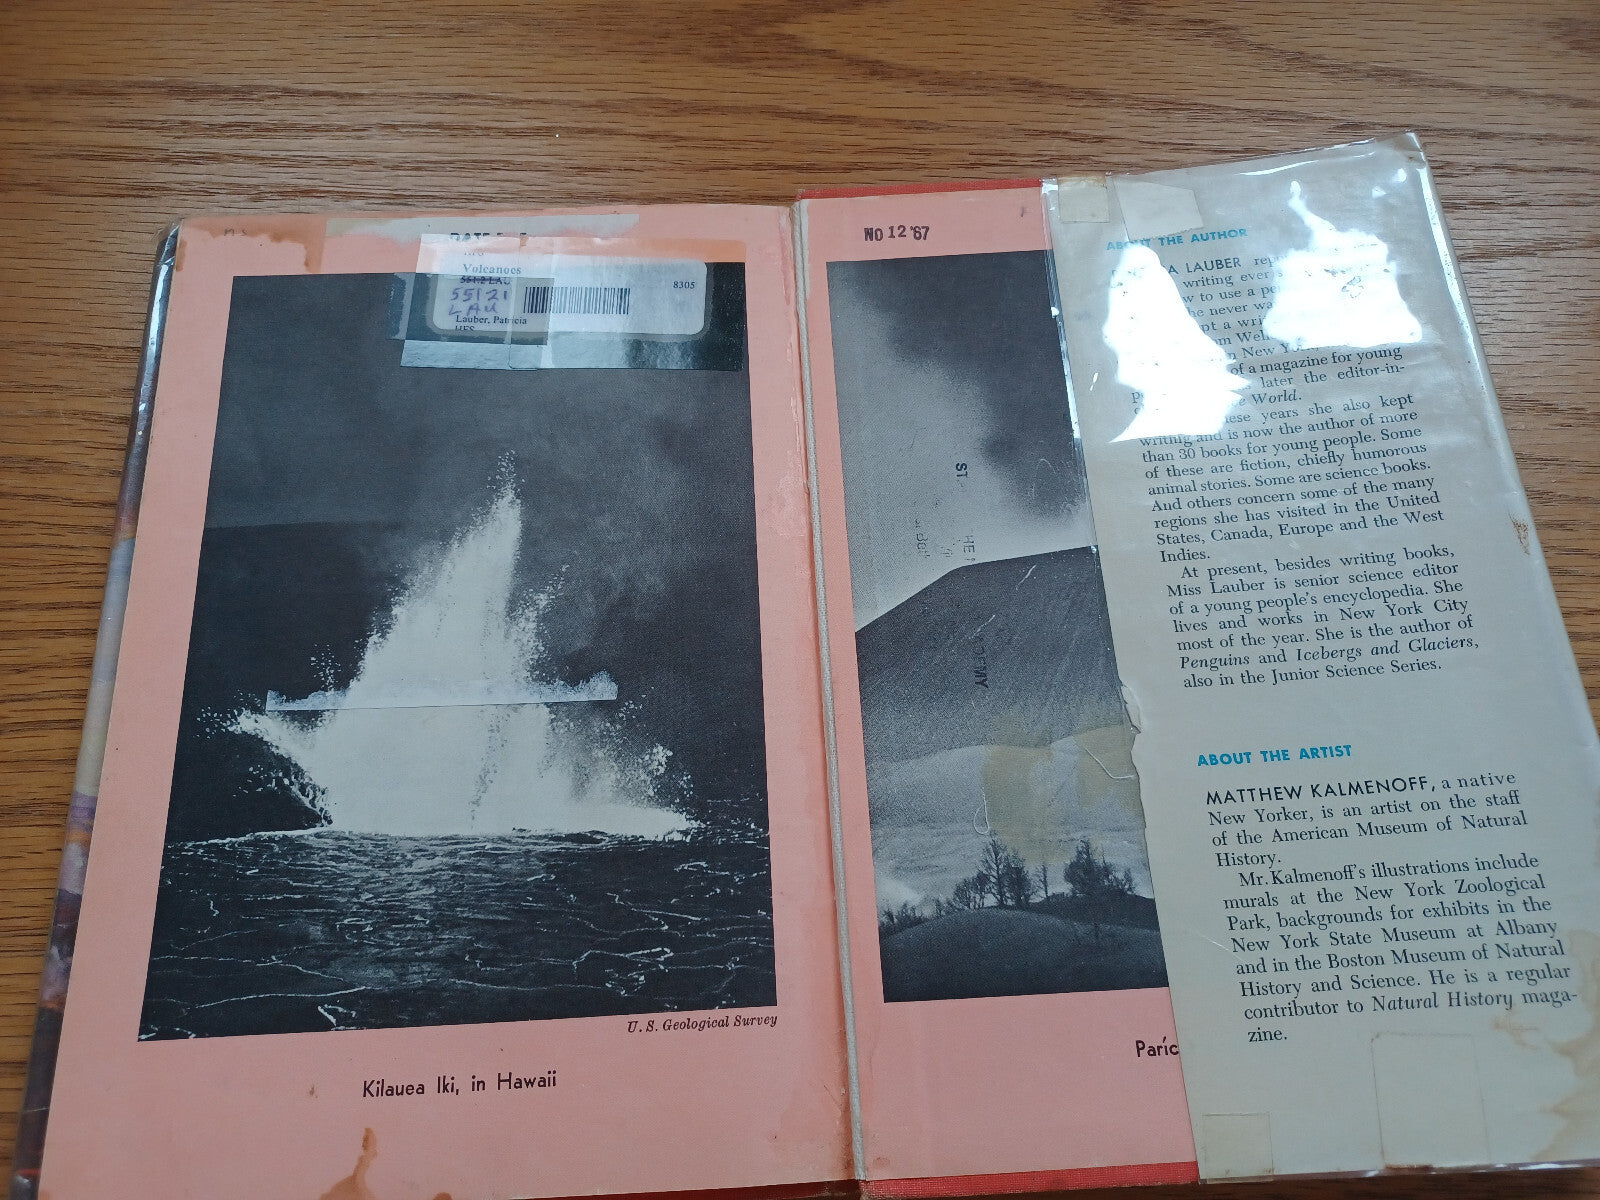 Volcanoes
551.2 LAU
551.21
LAU
8305
Lauber, Patricia
HES
U. S. Geological Survey
Kilauea Iki, in Hawaii
NO 12 '67
ST
Paríc
ABOUT THE AUTHOR
LAUBER
writing
to use a
he never
of a magazine for young
later the editor-in-
World.
these years she also kept
writing and is now the author of more
than 30 books for young people. Some
of these are fiction, chiefly humorous
animal stories. Some are science books.
And others concern some of the many
regions she has visited in the United
States, Canada, Europe and the West
Indies.
At present, besides writing books,
Miss Lauber is senior science editor
of a young people's encyclopedia. She
lives and works in New York City
most of the year. She is the author of
Penguins and Icebergs and Glaciers,
also in the Junior Science Series.
ABOUT THE ARTIST
MATTHEW KALMENOFF, a native
New Yorker, is an artist on the staff
of the American Museum of Natural
History.
Mr. Kalmenoff's illustrations include
murals at the New York Zoological
Park, backgrounds for exhibits in the
New York State Museum at Albany
and in the Boston Museum of Natural
History and Science. He is a regular
contributor to Natural History maga-
zine.